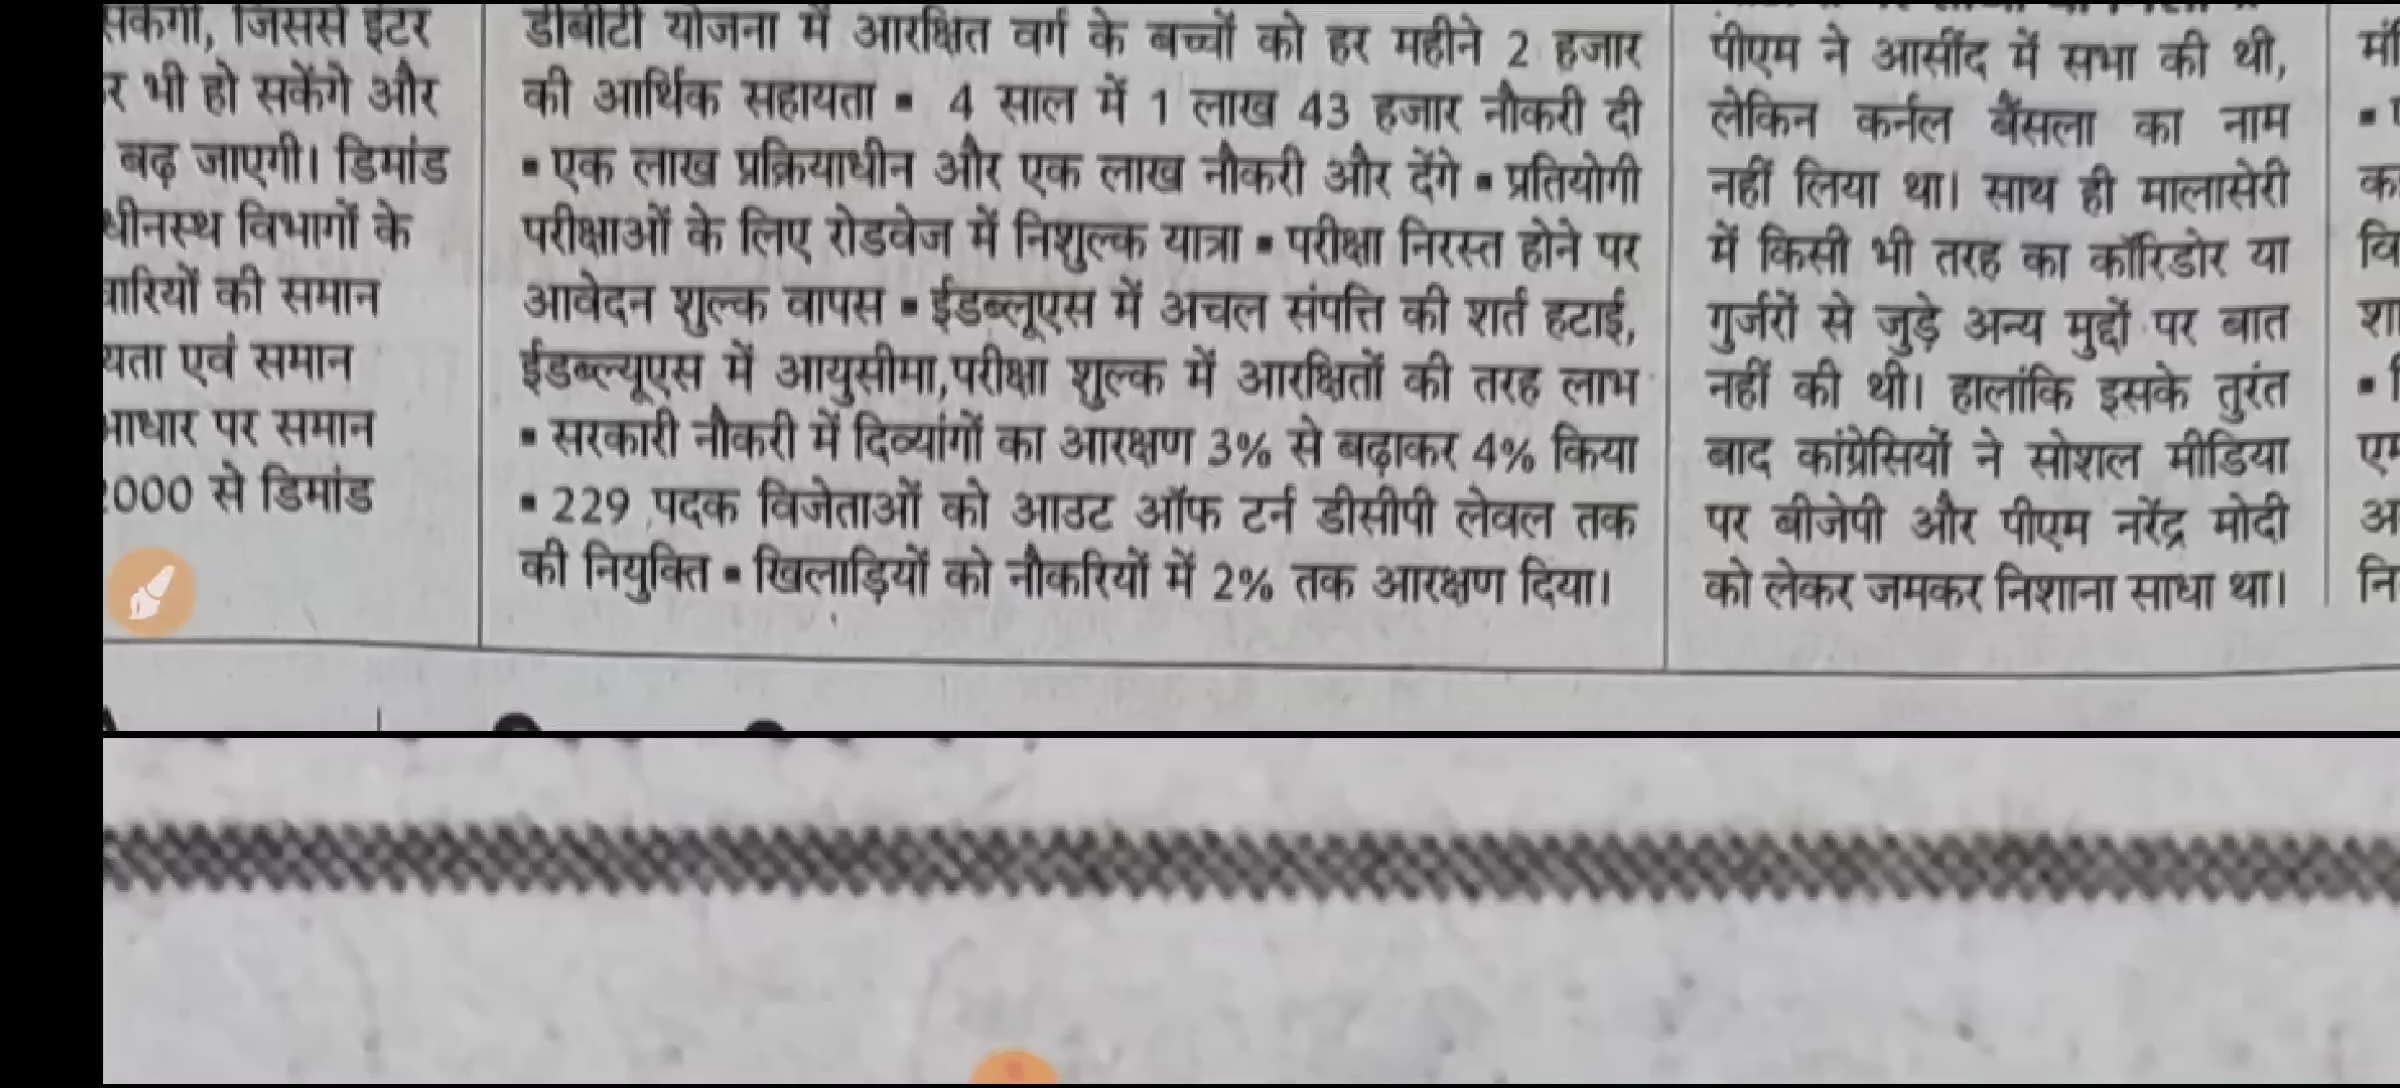 सकेगी, जिससे इंटर
र भी हो सकेंगे और
बढ़ जाएगी। डिमांड
धीनस्थ विभागों के
की समान
एवं समान
पर समान
से डिमांड
डीबीटी योजना में आरक्षित वर्ग के बच्चों को हर महीने 2 हजार
की आर्थिक सहायता ▪ 4 साल में 1 लाख 43 हजार नौकरी दी
▪ एक लाख प्रक्रियाधीन और एक लाख नौकरी और देंगे ▪ प्रतियोगी
परीक्षाओं के लिए रोडवेज में निशुल्क यात्रा ▪ परीक्षा निरस्त होने पर
आवेदन शुल्क वापस ▪ ईडब्लूएस में अचल संपत्ति की शर्त हटाई,
ईडब्ल्यूएस में आयुसीमा,परीक्षा शुल्क में आरक्षितों की तरह लाभ
▪ सरकारी नौकरी में दिव्यांगों का आरक्षण 3% से बढ़ाकर 4% किया
▪ 229 पदक विजेताओं को आउट ऑफ टर्न डीसीपी लेवल तक
की नियुक्ति ▪ खिलाड़ियों को नौकरियों में 2% तक आरक्षण दिया।
पीएम ने आसींद में सभा की थी,
लेकिन कर्नल बैंसला का नाम
नहीं लिया था। साथ ही मालासेरी
में किसी भी तरह का कॉरिडोर या
गुर्जरों से जुड़े अन्य मुद्दों पर बात
नहीं की थी। हालांकि इसके तुरंत
बाद कांग्रेसियों ने सोशल मीडिया
पर बीजेपी और पीएम नरेंद्र मोदी
को लेकर जमकर निशाना साधा था।